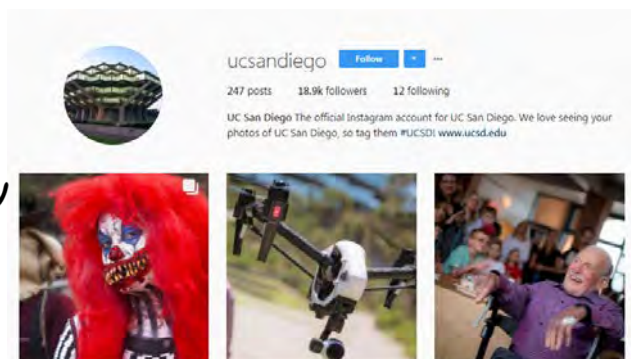 ucsandiego Follow
247 posts 18.9k followers 12 following
UC San Diego The official Instagram account for UC San Diego. We love seeing your
photos of UC San Diego, so tag them #UCSD! www.ucsd.edu